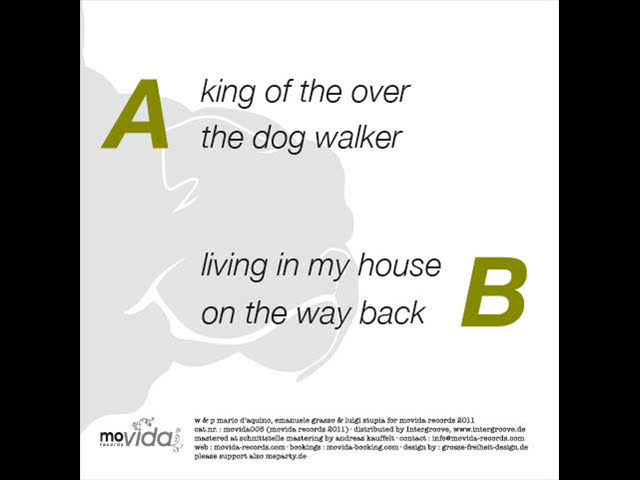 A
king of the over
the dog walker
living in my house
on the way back
B
w & p mario d'aquino, emanuele grasso & luigi stupia for movida records 2011
cat.nr. : movida008 (movida records 2011) · distributed by Intergroove, www.intergroove.de
mastered at schnittstelle mastering by andreas kauffelt · contact : info@movida-records.com
web : movida-records.com · bookings : movida-booking.com · design by : grosse-freiheit-design.de
please support also meparty.de
movida
records